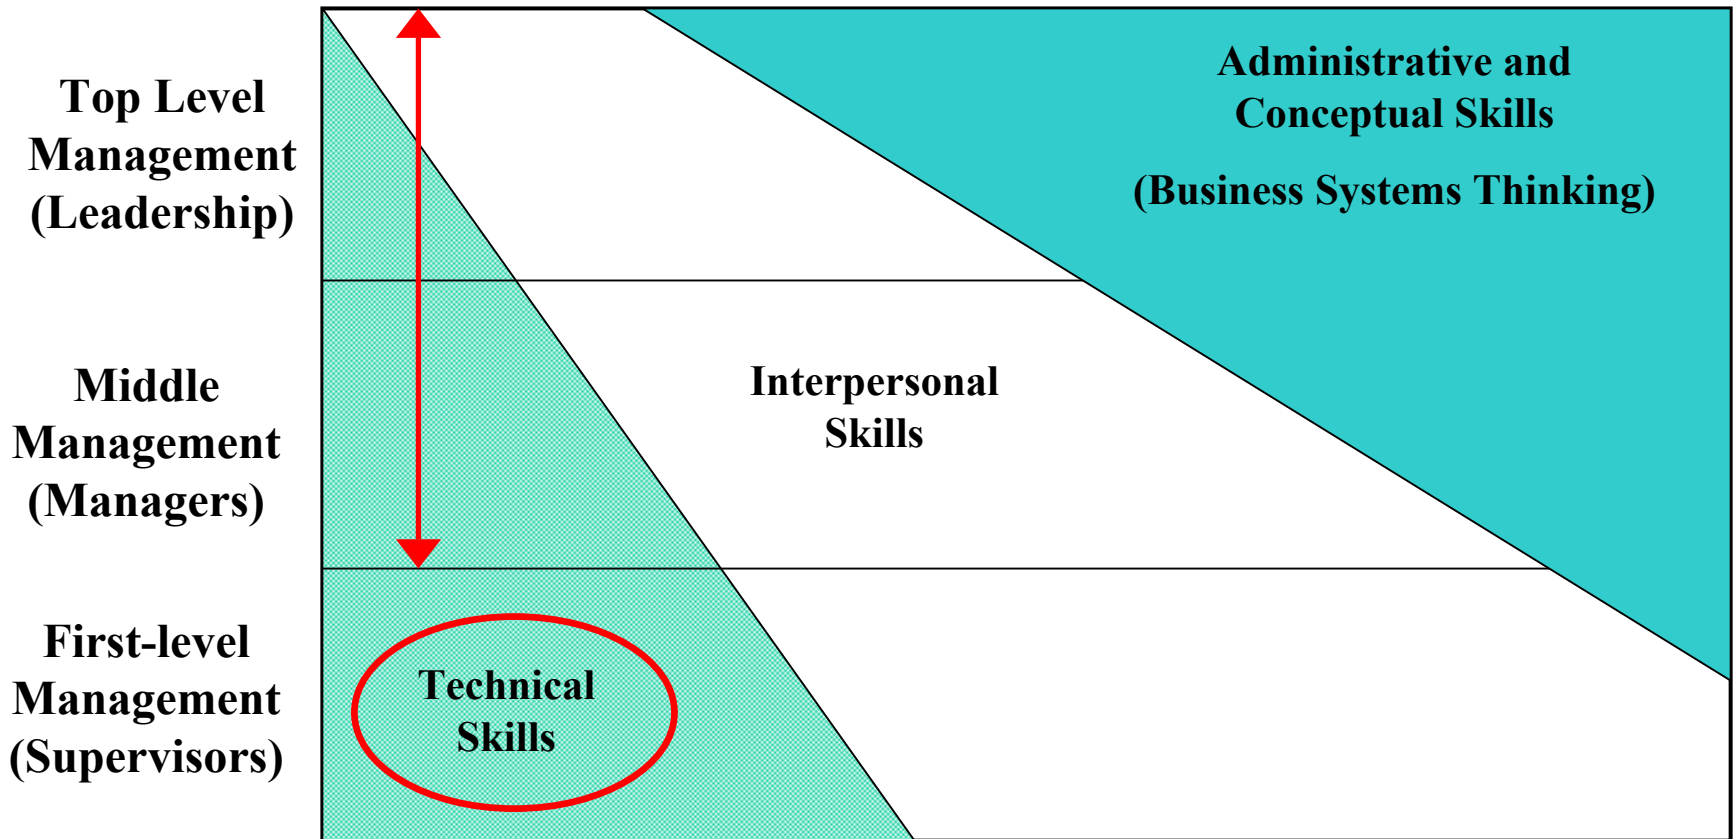 Top Level
Management
(Leadership)
Administrative and
Conceptual Skills
(Business Systems Thinking)
Middle
Management
(Managers)
Interpersonal
Skills
First-level
Management
(Supervisors)
Technical
Skills